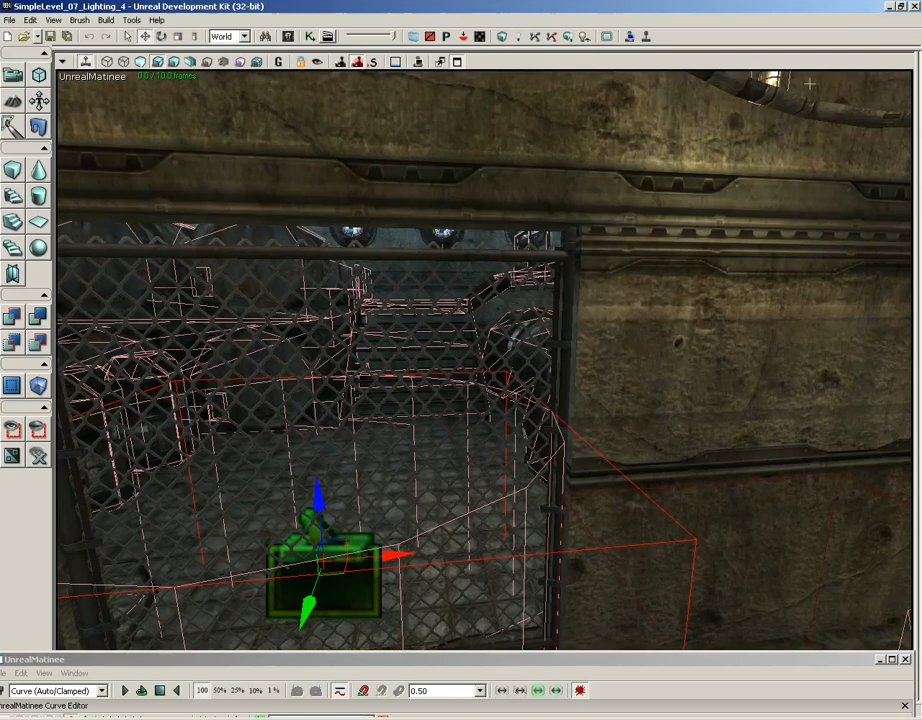 SimpleLevel_07_Lighting_4 - Unreal Development Kit (32-bit)
File Edit View Brush Build Tools Help
World
UnrealMatinee 0.0 / 10.0 frames
UnrealMatinee
Edit View Window
Curve (Auto/Clamped) 100 50% 25% 10% 1 % 0.50
nrealMatinee Curve Editor